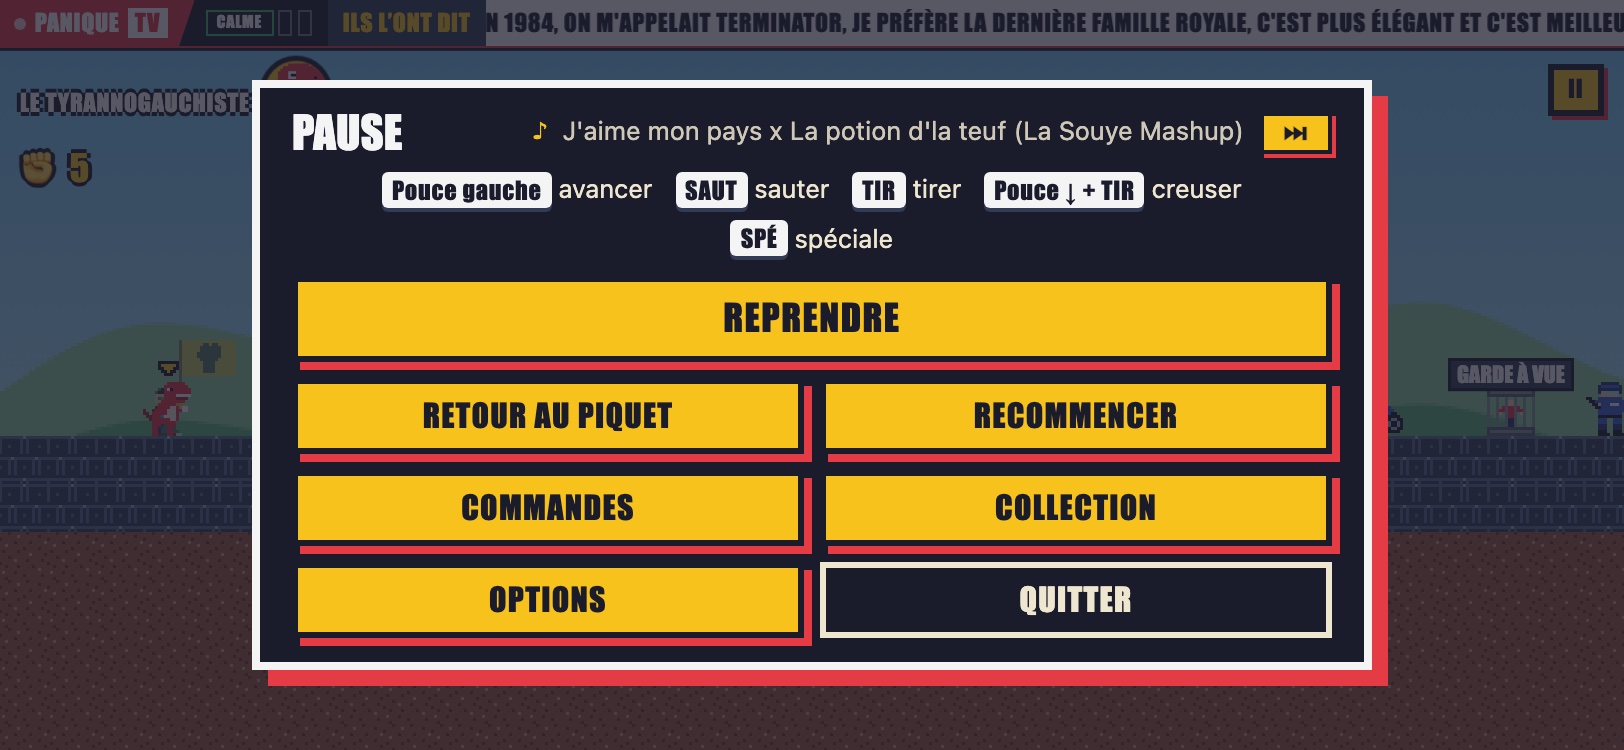 PANIQUE TV CALME ILS L'ONT DIT N 1984, ON M'APPELAIT TERMINATOR, JE PRÉFÈRE LA DERNIÈRE FAMILLE ROYALE, C'EST PLUS ÉLÉGANT ET C'EST MEILLEU
LE TYRANNOGAUCHISTE
5
PAUSE
♪ J'aime mon pays x La potion d'la teuf (La Souye Mashup)
Pouce gauche avancer SAUT sauter TIR tirer Pouce ↓ + TIR creuser
SPÉ spéciale
REPRENDRE
RETOUR AU PIQUET RECOMMENCER
GARDE À VUE
COMMANDES COLLECTION
OPTIONS QUITTER